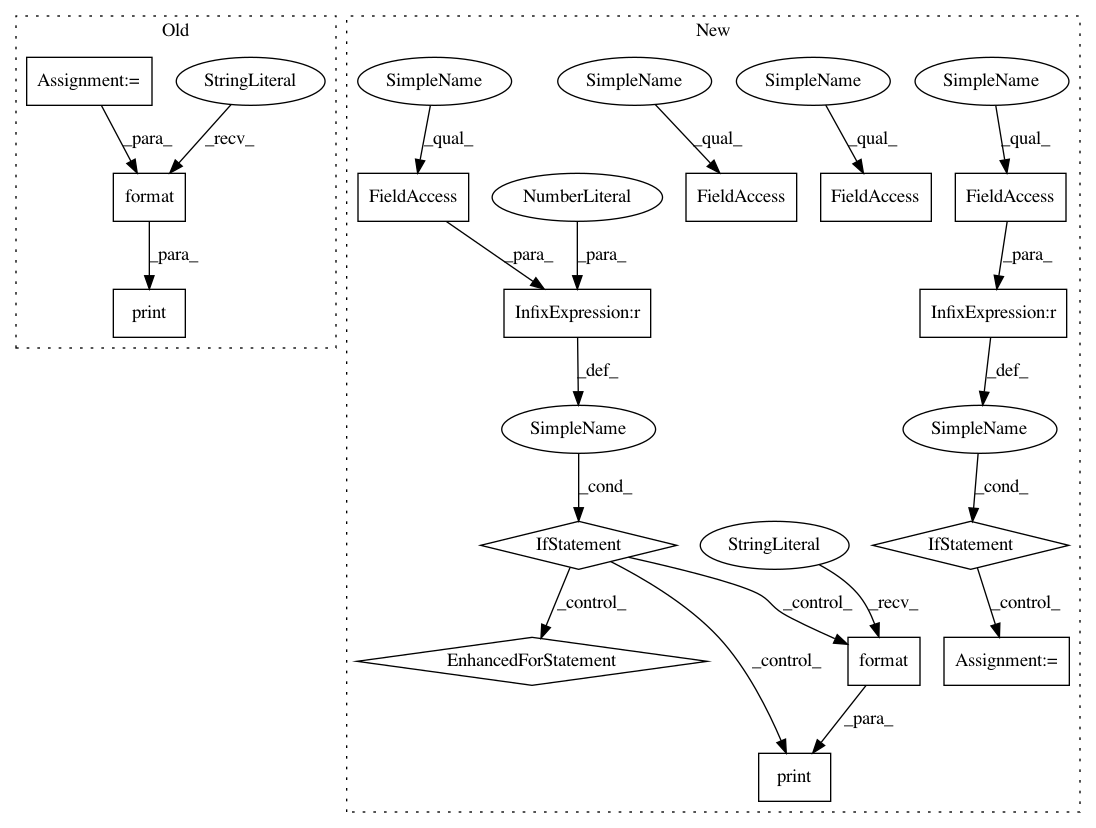 Old
New
Assignment:=
StringLiteral
SimpleName
SimpleName
SimpleName
SimpleName
_para_
_recv_
_qual_
_qual_
_qual_
_qual_
format
FieldAccess
NumberLiteral
FieldAccess
FieldAccess
FieldAccess
_para_
_para_
_para_
_para_
print
InfixExpression:r
InfixExpression:r
_def_
_def_
SimpleName
SimpleName
_cond_
_cond_
IfStatement
StringLiteral
IfStatement
_control_
_control_
_recv_
_control_
EnhancedForStatement
_control_
format
Assignment:=
_para_
print